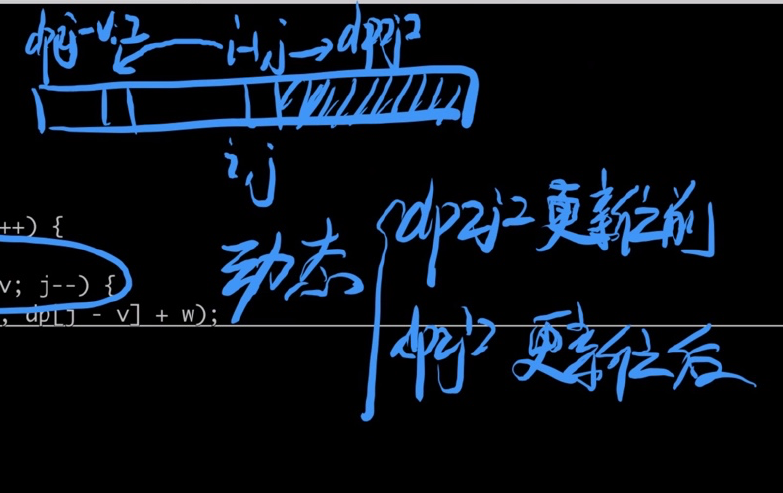 dp[j-v] i-1,j → dp[j]
i,j
++) {
动态 { dp[j] 更新之前
v; j--) {
, dp[j - v] + w);
dp[j] 更新之后